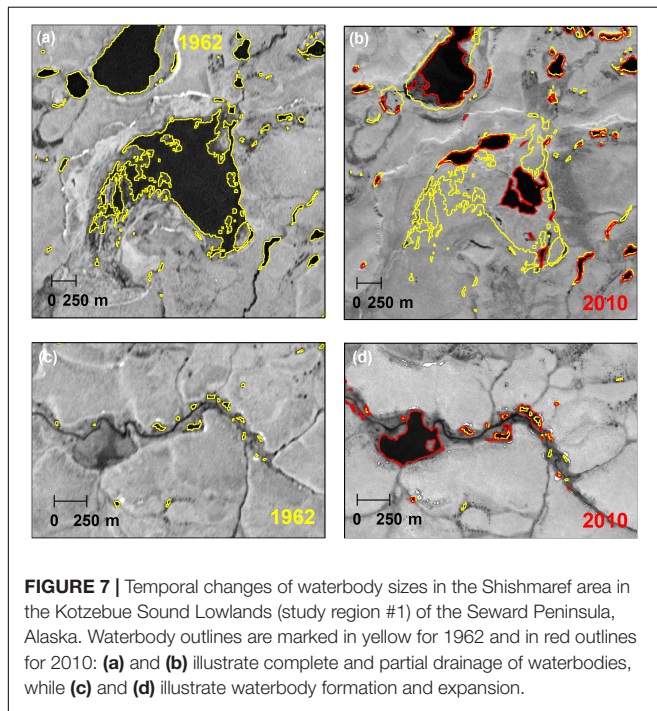 (a)
1962
0 250 m
(b)
0 250 m
2010
(c)
0 250 m
1962
(d)
0 250 m
2010
FIGURE 7 | Temporal changes of waterbody sizes in the Shishmaref area in
the Kotzebue Sound Lowlands (study region #1) of the Seward Peninsula,
Alaska. Waterbody outlines are marked in yellow for 1962 and in red outlines
for 2010: (a) and (b) illustrate complete and partial drainage of waterbodies,
while (c) and (d) illustrate waterbody formation and expansion.